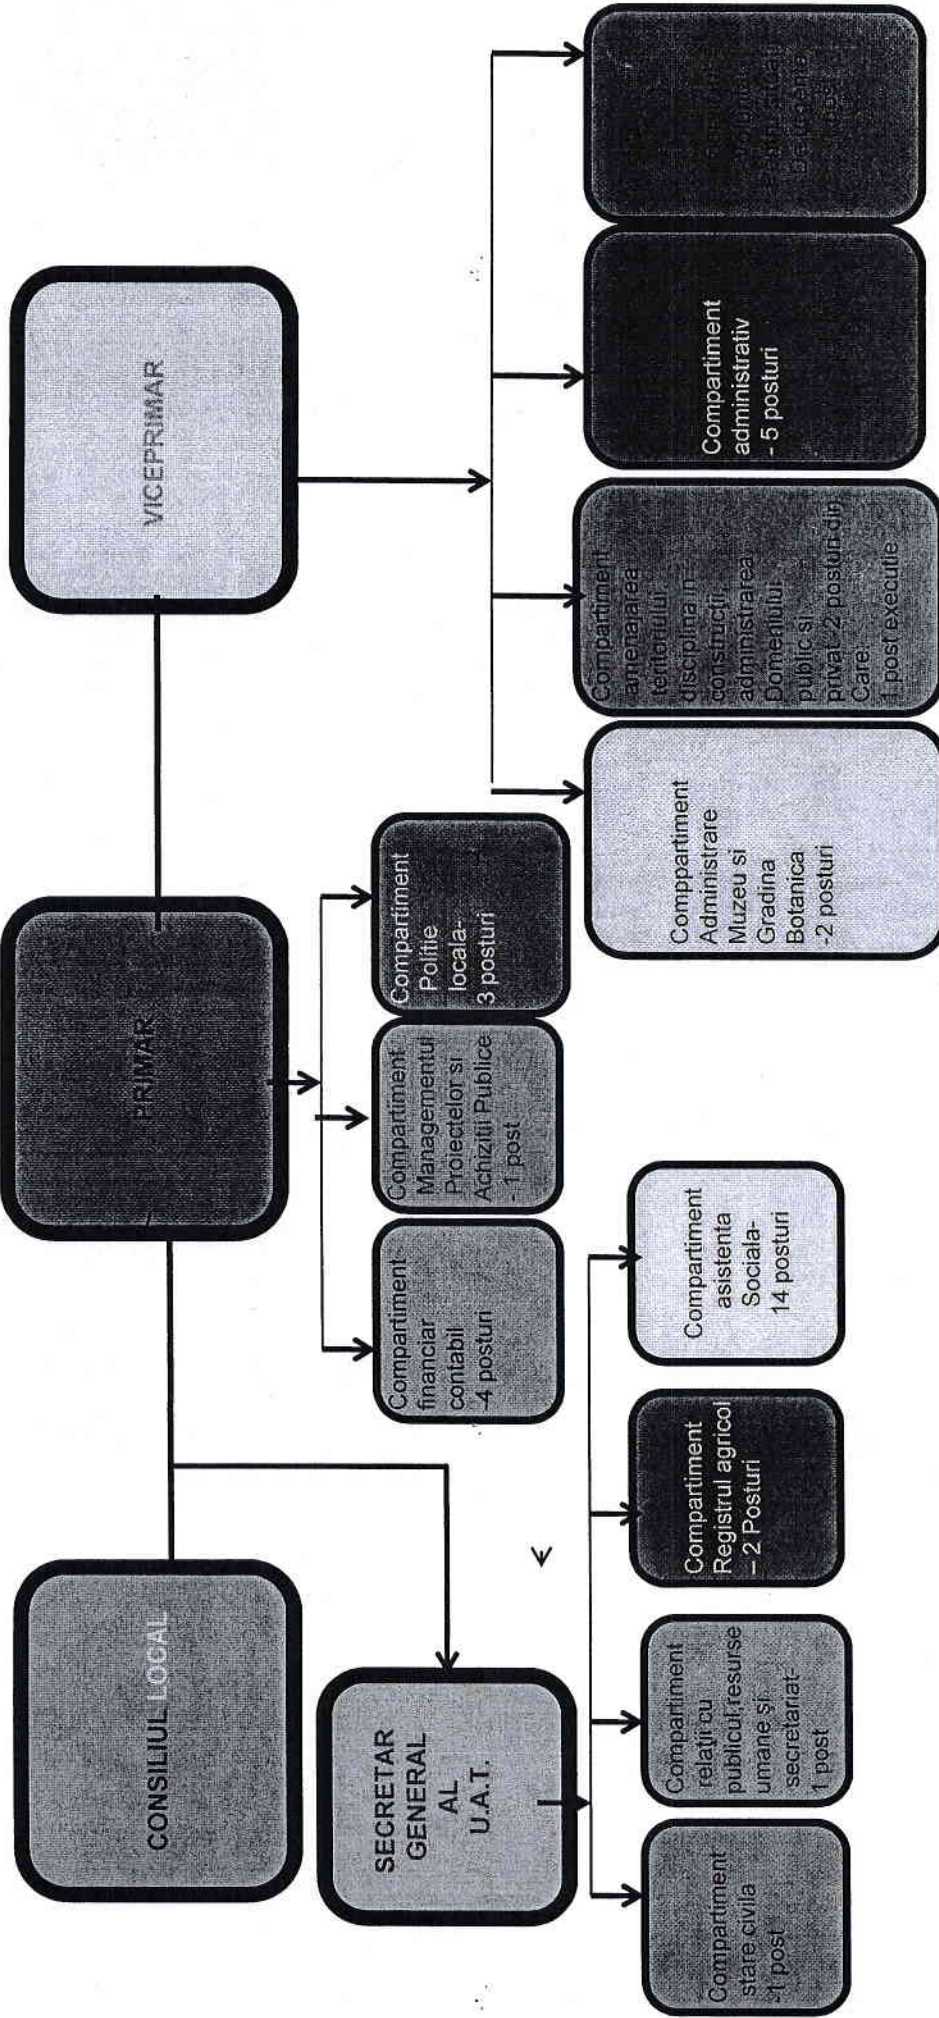 CONSILIUL LOCAL
PRIMAR
VICEPRIMAR
SECRETAR
GENERAL
AL
U.A.T.
Compartiment
financiar
contabil
-4 posturi
Compartiment
Managementul
Proiectelor si
Achizitii Publice
- 1 post
Compartiment
Politie
locala-
3 posturi
Compartiment
stare civila
-1 post
Compartiment
relaţii cu
publicul,resurse
umane şi
secretariat-
1 post
Compartiment
Registrul agricol
– 2 Posturi
Compartiment
asistenta
Sociala-
14 posturi
Comppartiment
Administrare
Muzeu si
Gradina
Botanica
-2 posturi
Compartiment
amenajarea
teritoriului
disciplina in
constructii,
administrarea
Domeniului
public si
privat -2 posturi din
Care:
1 post executie
Compartiment
administrativ
- 5 posturi